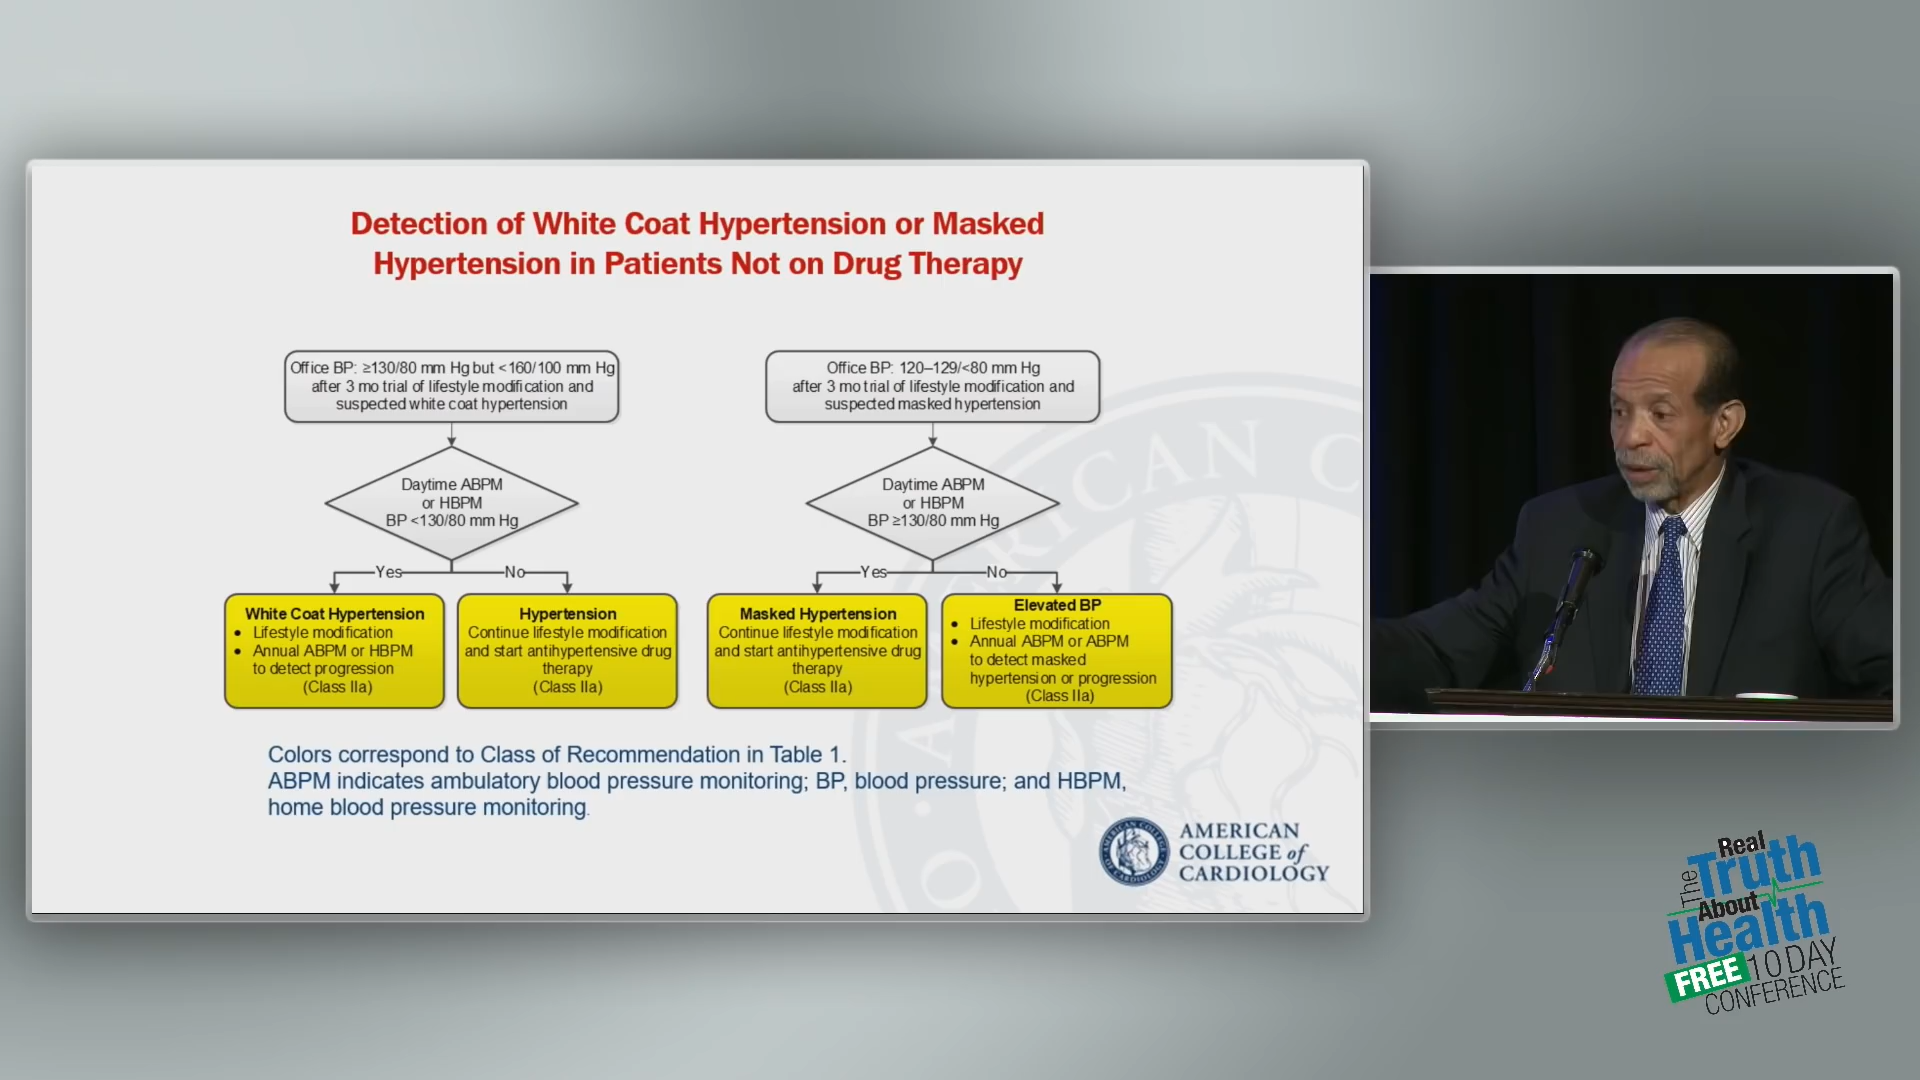 Detection of White Coat Hypertension or Masked
Hypertension in Patients Not on Drug Therapy
Office BP: ≥130/80 mm Hg but <160/100 mm Hg
after 3 mo trial of lifestyle modification and
suspected white coat hypertension
Daytime ABPM
or HBPM
BP <130/80 mm Hg
Yes
No
White Coat Hypertension
• Lifestyle modification
• Annual ABPM or HBPM
to detect progression
(Class IIa)
Hypertension
Continue lifestyle modification
and start antihypertensive drug
therapy
(Class IIa)
Office BP: 120–129/<80 mm Hg
after 3 mo trial of lifestyle modification and
suspected masked hypertension
Daytime ABPM
or HBPM
BP ≥130/80 mm Hg
Yes
No
Masked Hypertension
Continue lifestyle modification
and start antihypertensive drug
therapy
(Class IIa)
Elevated BP
• Lifestyle modification
• Annual ABPM or ABPM
to detect masked
hypertension or progression
(Class IIa)
Colors correspond to Class of Recommendation in Table 1.
ABPM indicates ambulatory blood pressure monitoring; BP, blood pressure; and HBPM,
home blood pressure monitoring.
AMERICAN
COLLEGE of
CARDIOLOGY
The Real
Truth
About
Health
FREE 10 DAY
CONFERENCE